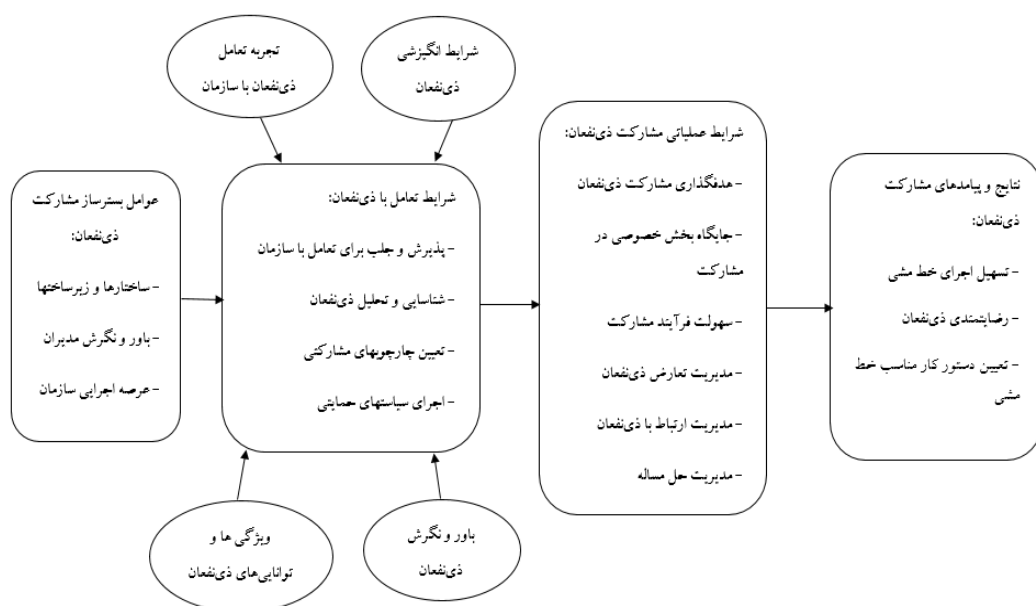 تجربه تعامل
ذی‌نفعان با سازمان
شرایط انگیزشی
ذی‌نفعان
عوامل بسترساز مشارکت
ذی‌نفعان:
- ساختارها و زیرساختها
- باور و نگرش مدیران
- عرصه اجرایی سازمان
شرایط تعامل با ذی‌نفعان:
- پذیرش و جلب برای تعامل با سازمان
- شناسایی و تحلیل ذی‌نفعان
- تعیین چارچوبهای مشارکتی
- اجرای سیاستهای حمایتی
شرایط عملیاتی مشارکت ذی‌نفعان:
- هدفگذاری مشارکت ذی‌نفعان
- جایگاه بخش خصوصی در
مشارکت
- سهولت فرآیند مشارکت
- مدیریت تعارض ذی‌نفعان
- مدیریت ارتباط با ذی‌نفعان
- مدیریت حل مساله
نتایج و پیامدهای مشارکت
ذی‌نفعان:
- تسهیل اجرای خط مشی
- رضایتمندی ذی‌نفعان
- تعیین دستور کار مناسب خط
مشی
ویژگی ها و
توانایی‌های ذی‌نفعان
باور و نگرش
ذی‌نفعان